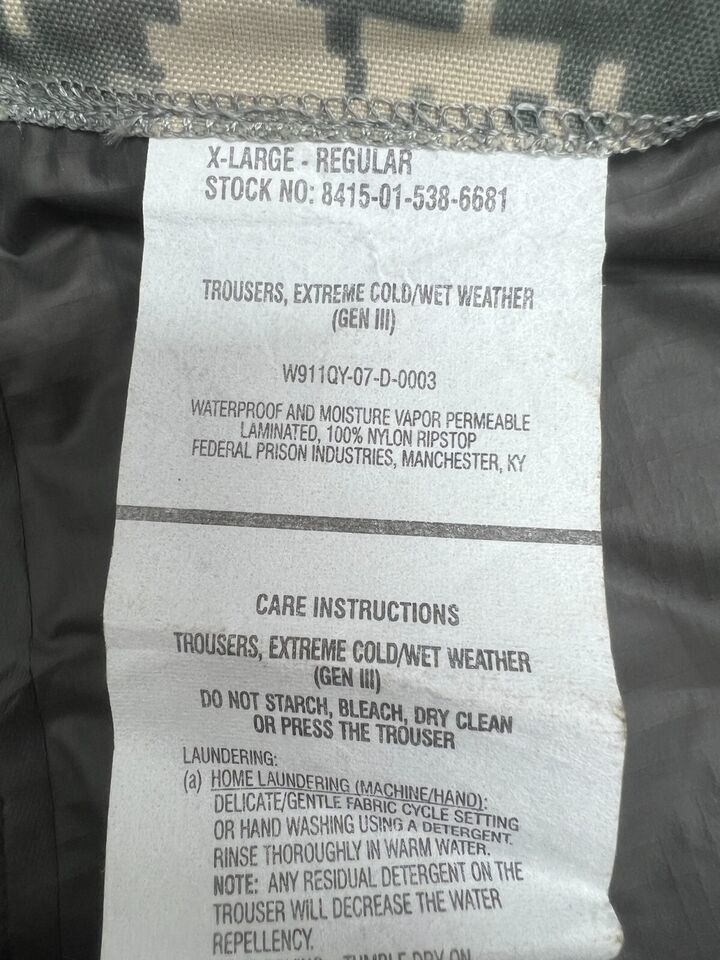 X-LARGE - REGULAR
STOCK NO: 8415-01-538-6681
TROUSERS, EXTREME COLD/WET WEATHER
(GEN III)
W911QY-07-D-0003
WATERPROOF AND MOISTURE VAPOR PERMEABLE
LAMINATED, 100% NYLON RIPSTOP
FEDERAL PRISON INDUSTRIES, MANCHESTER, KY
CARE INSTRUCTIONS
TROUSERS, EXTREME COLD/WET WEATHER
(GEN III)
DO NOT STARCH, BLEACH, DRY CLEAN
OR PRESS THE TROUSER
LAUNDERING:
(a) HOME LAUNDERING (MACHINE/HAND):
DELICATE/GENTLE FABRIC CYCLE SETTING
OR HAND WASHING USING A DETERGENT.
RINSE THOROUGHLY IN WARM WATER.
NOTE: ANY RESIDUAL DETERGENT ON THE
TROUSER WILL DECREASE THE WATER
REPELLENCY.
TUMBLE DRY ON